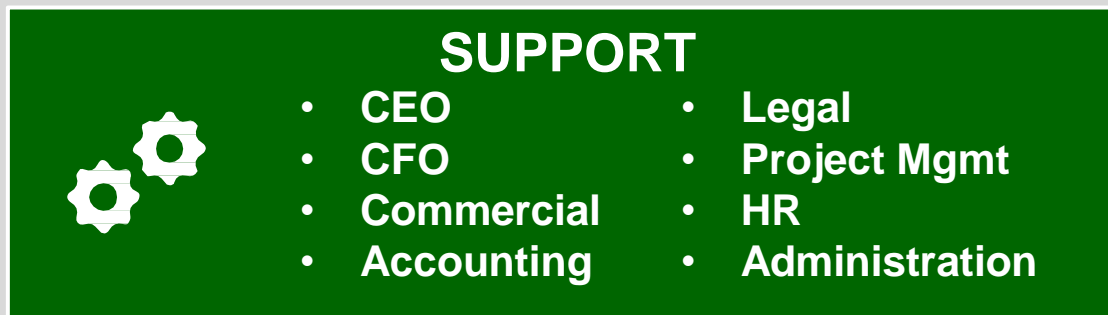 SUPPORT
• CEO
• CFO
• Commercial
• Accounting
• Legal
• Project Mgmt
• HR
• Administration